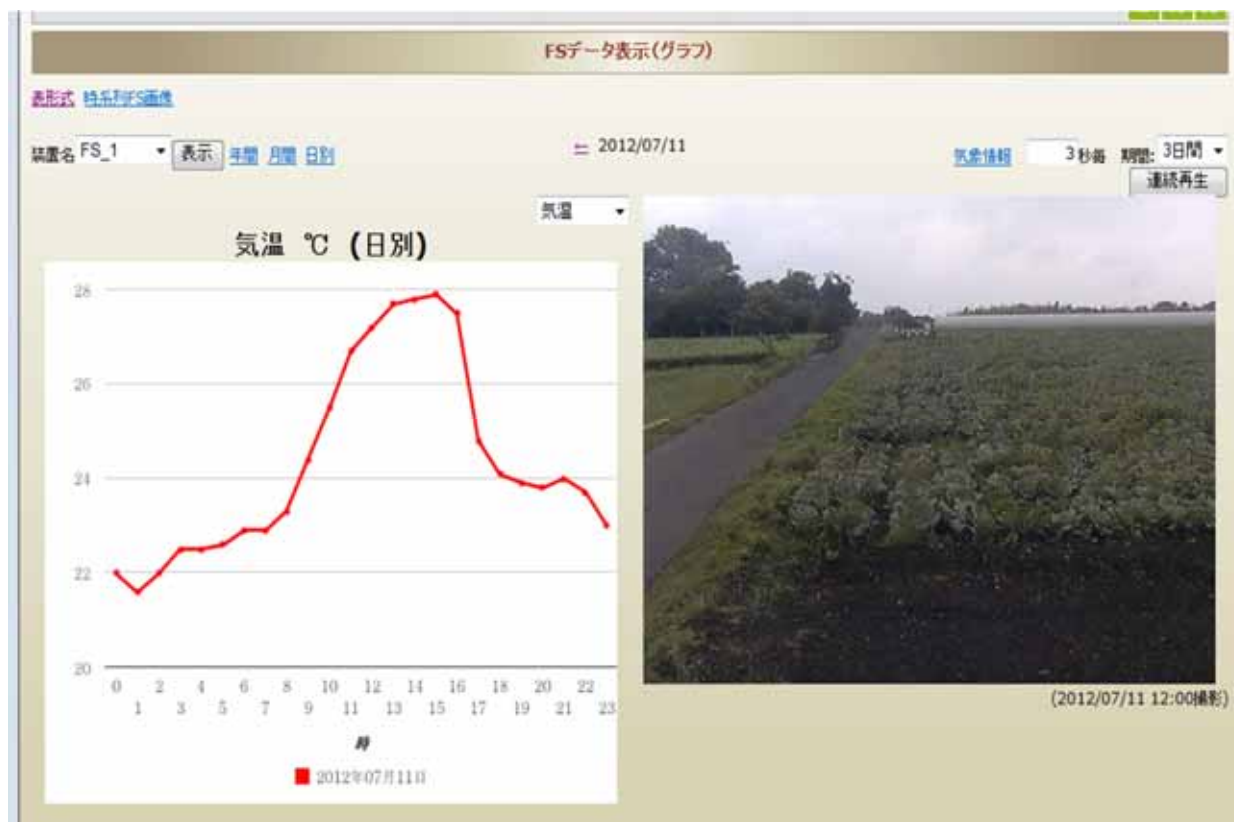 FSデータ表示(グラフ)
表形式 時系列FS画像
装置名 FS_1 表示 年間 月間 日別
⇇ 2012/07/11
気象情報 3 秒毎 期間: 3日間
連続再生
気温
気温 ℃ (日別)
28
26
24
22
20
0 2 4 6 8 10 12 14 16 18 20 22
1 3 5 7 9 11 13 15 17 19 21 23
時
2012年07月11日
(2012/07/11 12:00撮影)